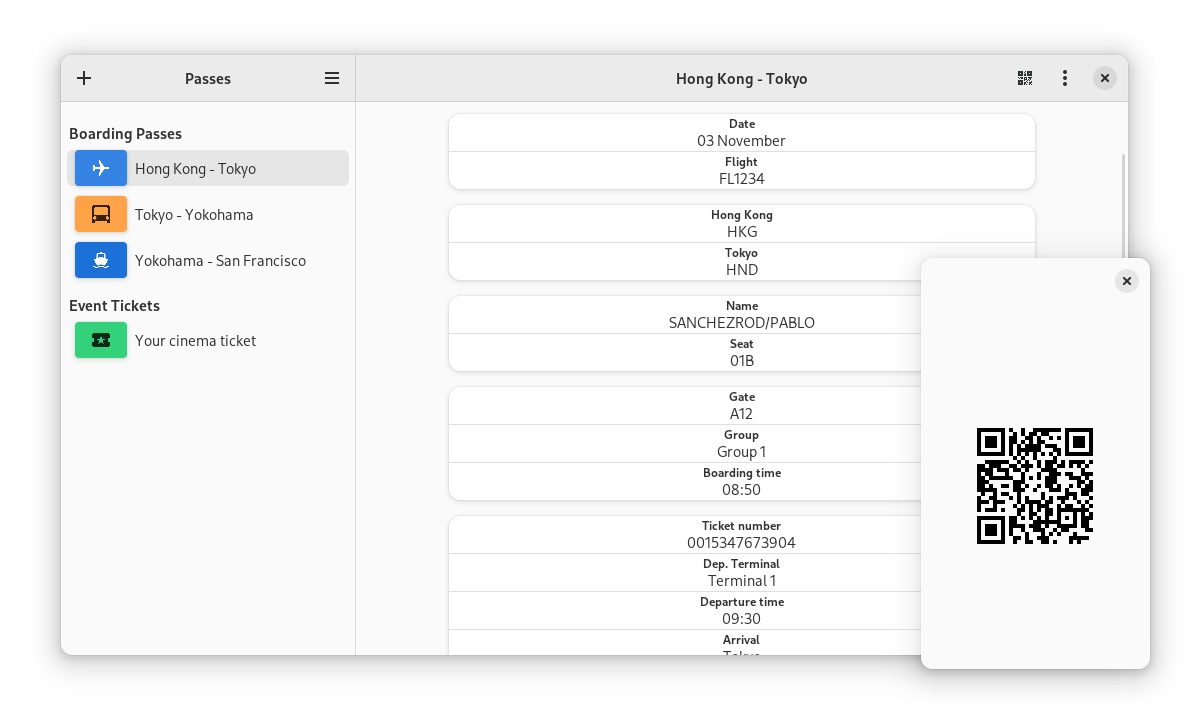 Passes
Boarding Passes
Hong Kong - Tokyo
Tokyo - Yokohama
Yokohama - San Francisco
Event Tickets
Your cinema ticket
Hong Kong - Tokyo
Date
03 November
Flight
FL1234
Hong Kong
HKG
Tokyo
HND
Name
SANCHEZROD/PABLO
Seat
01B
Gate
A12
Group
Group 1
Boarding time
08:50
Ticket number
0015347673904
Dep. Terminal
Terminal 1
Departure time
09:30
Arrival
Tokyo